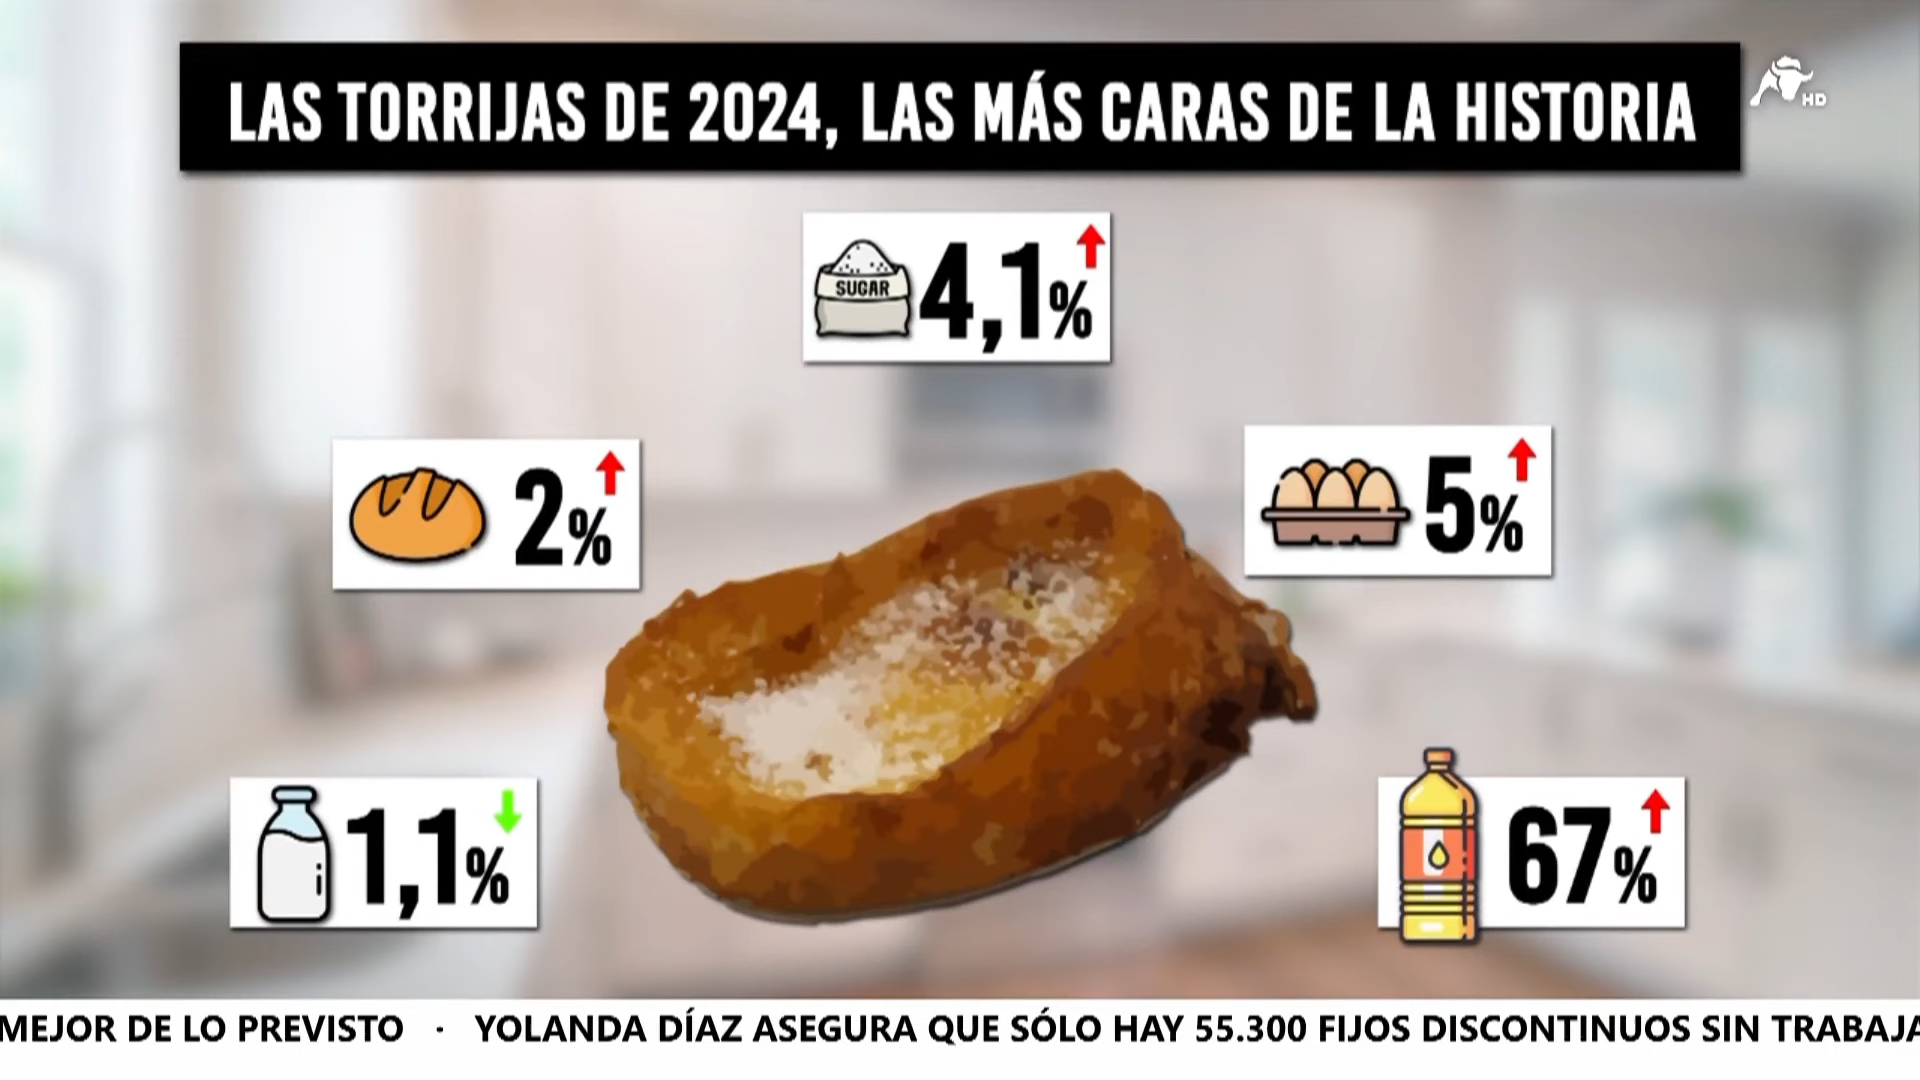 LAS TORRIJAS DE 2024, LAS MÁS CARAS DE LA HISTORIA
HD
SUGAR
4,1%
2%
5%
1,1%
67%
MEJOR DE LO PREVISTO · YOLANDA DÍAZ ASEGURA QUE SÓLO HAY 55.300 FIJOS DISCONTINUOS SIN TRABAJA